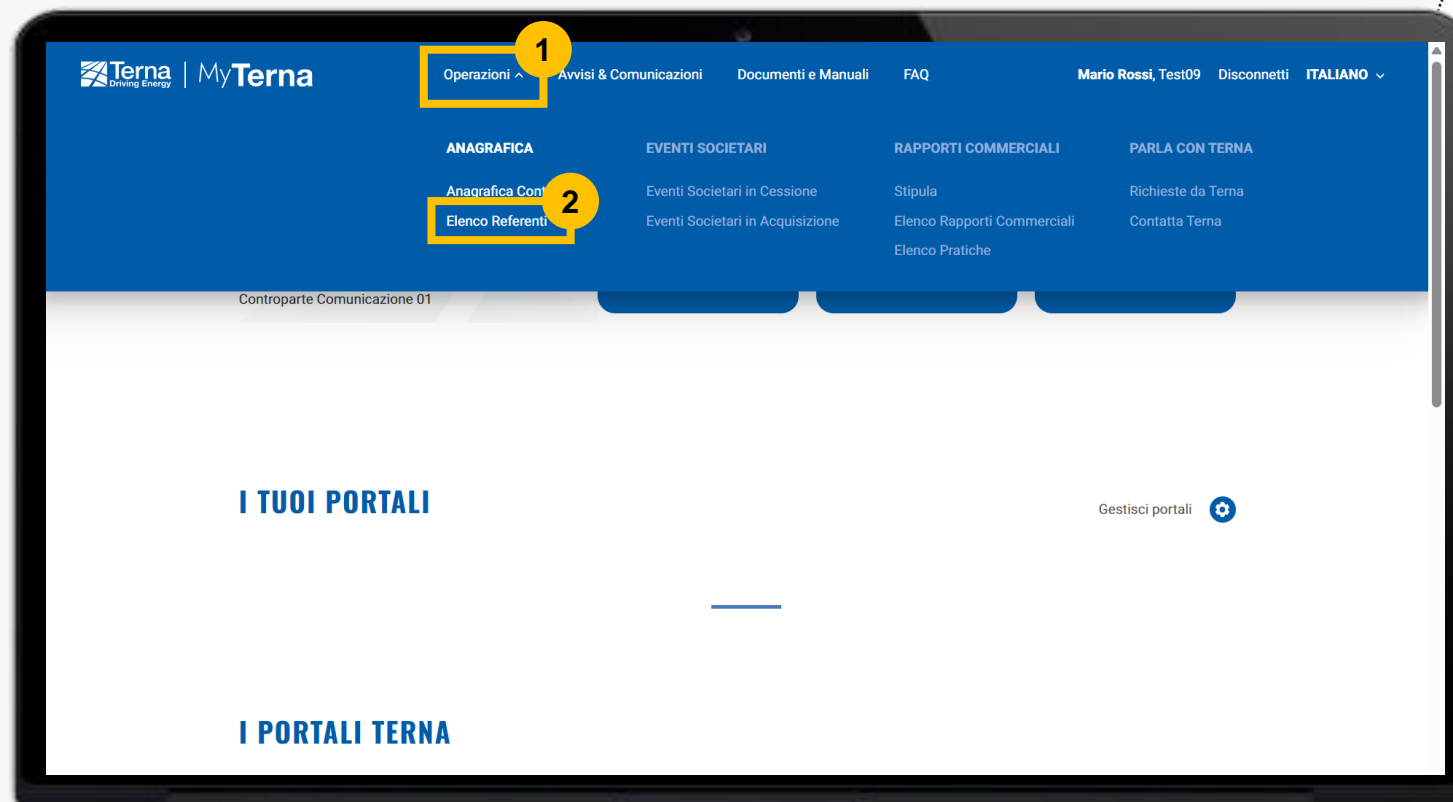 Terna
Driving Energy
MyTerna
Operazioni
1
Avvisi & Comunicazioni
Documenti e Manuali
FAQ
Mario Rossi, Test09
Disconnetti
ITALIANO
ANAGRAFICA
EVENTI SOCIETARI
RAPPORTI COMMERCIALI
PARLA CON TERNA
Anagrafica
Eventi Societari in Cessione
Stipula
Richieste da Terna
2
Elenco Referenti
Eventi Societari in Acquisizione
Elenco Rapporti Commerciali
Contatta Terna
Elenco Pratiche
Controparte Comunicazione 01
I TUOI PORTALI
Gestisci portali
I PORTALI TERNA